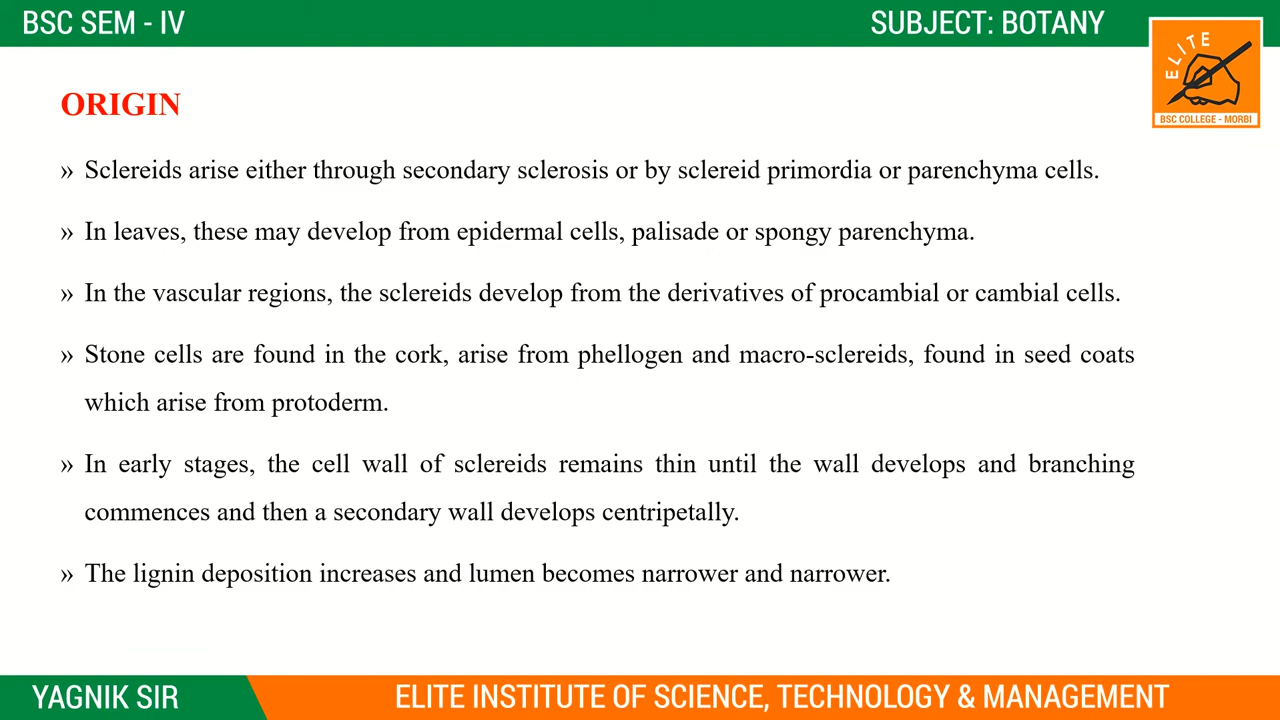 BSC SEM - IV
SUBJECT: BOTANY
ELITE
BSC COLLEGE - MORBI
ORIGIN
» Sclereids arise either through secondary sclerosis or by sclereid primordia or parenchyma cells.
» In leaves, these may develop from epidermal cells, palisade or spongy parenchyma.
» In the vascular regions, the sclereids develop from the derivatives of procambial or cambial cells.
» Stone cells are found in the cork, arise from phellogen and macro-sclereids, found in seed coats
which arise from protoderm.
» In early stages, the cell wall of sclereids remains thin until the wall develops and branching
commences and then a secondary wall develops centripetally.
» The lignin deposition increases and lumen becomes narrower and narrower.
YAGNIK SIR
ELITE INSTITUTE OF SCIENCE, TECHNOLOGY & MANAGEMENT